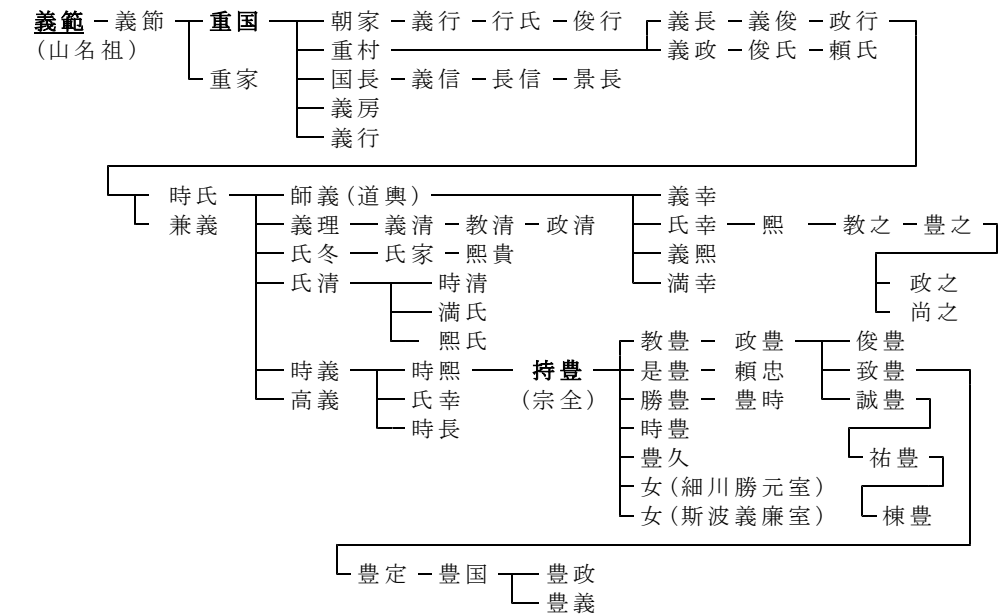 義範 義節 重国 朝家 義行 行氏 俊行 義長 義俊 政行
(山名祖) 重村 義政 俊氏 頼氏
重家 国長 義信 長信 景長
義房
義行
時氏 師義(道輿) 義幸
兼義 義理 義清 教清 政清 氏幸 熙 教之 豊之
氏冬 氏家 熙貴 義熙
氏清 時清 満幸 政之
満氏 尚之
熙氏 教豊 政豊 俊豊
時義 時熙 持豊 是豊 頼忠 致豊
高義 氏幸 (宗全) 勝豊 豊時 誠豊
時長 時豊
豊久 祐豊
女(細川勝元室)
女(斯波義廉室) 棟豊
豊定 豊国 豊政
豊義